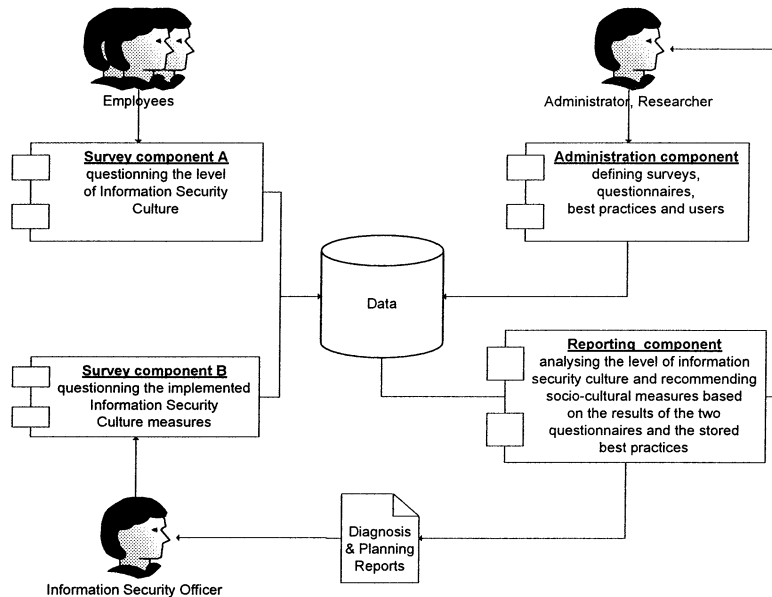 Employees
Administrator, Researcher
Survey component A
questionning the level
of Information Security
Culture
Administration component
defining surveys,
questionnaires,
best practices and users
Data
Survey component B
questionning the implemented
Information Security
Culture measures
Reporting component
analysing the level of information
security culture and recommending
socio-cultural measures based
on the results of the two
questionnaires and the stored
best practices
Diagnosis
& Planning
Reports
Information Security Officer